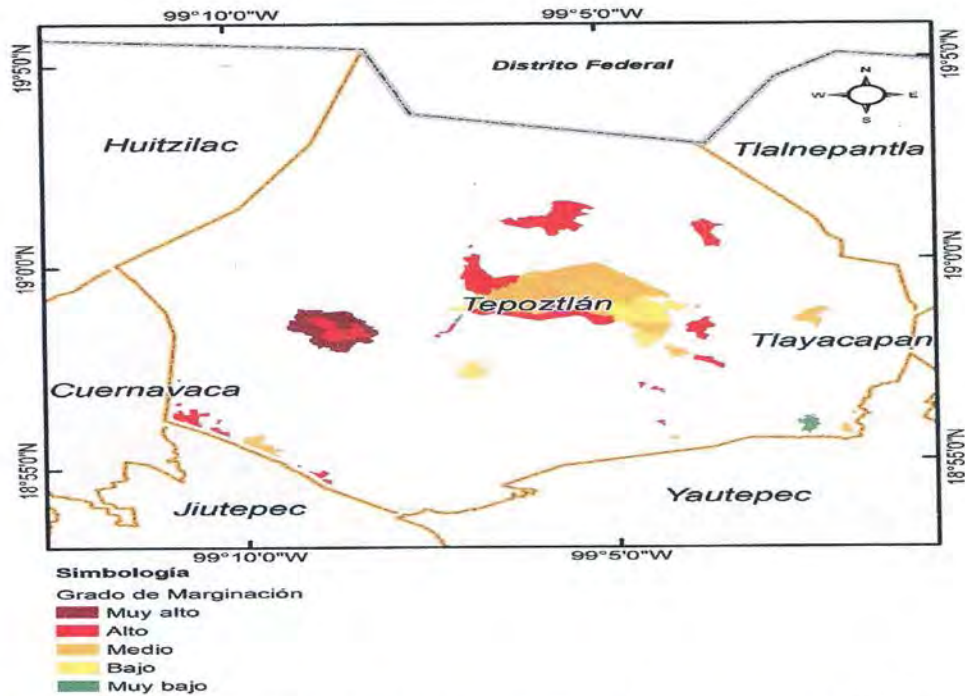 99°10'0"W 99°5'0"W
19°5'0"N
19°5'0"N
Distrito Federal
N
W E
S
Huitzilac
Tlalnepantla
19°0'0"N
19°0'0"N
Tepoztlán
Tlayacapan
Cuernavaca
18°55'0"N
18°55'0"N
Jiutepec
Yautepec
99°10'0"W 99°5'0"W
Simbología
Grado de Marginación
Muy alto
Alto
Medio
Bajo
Muy bajo